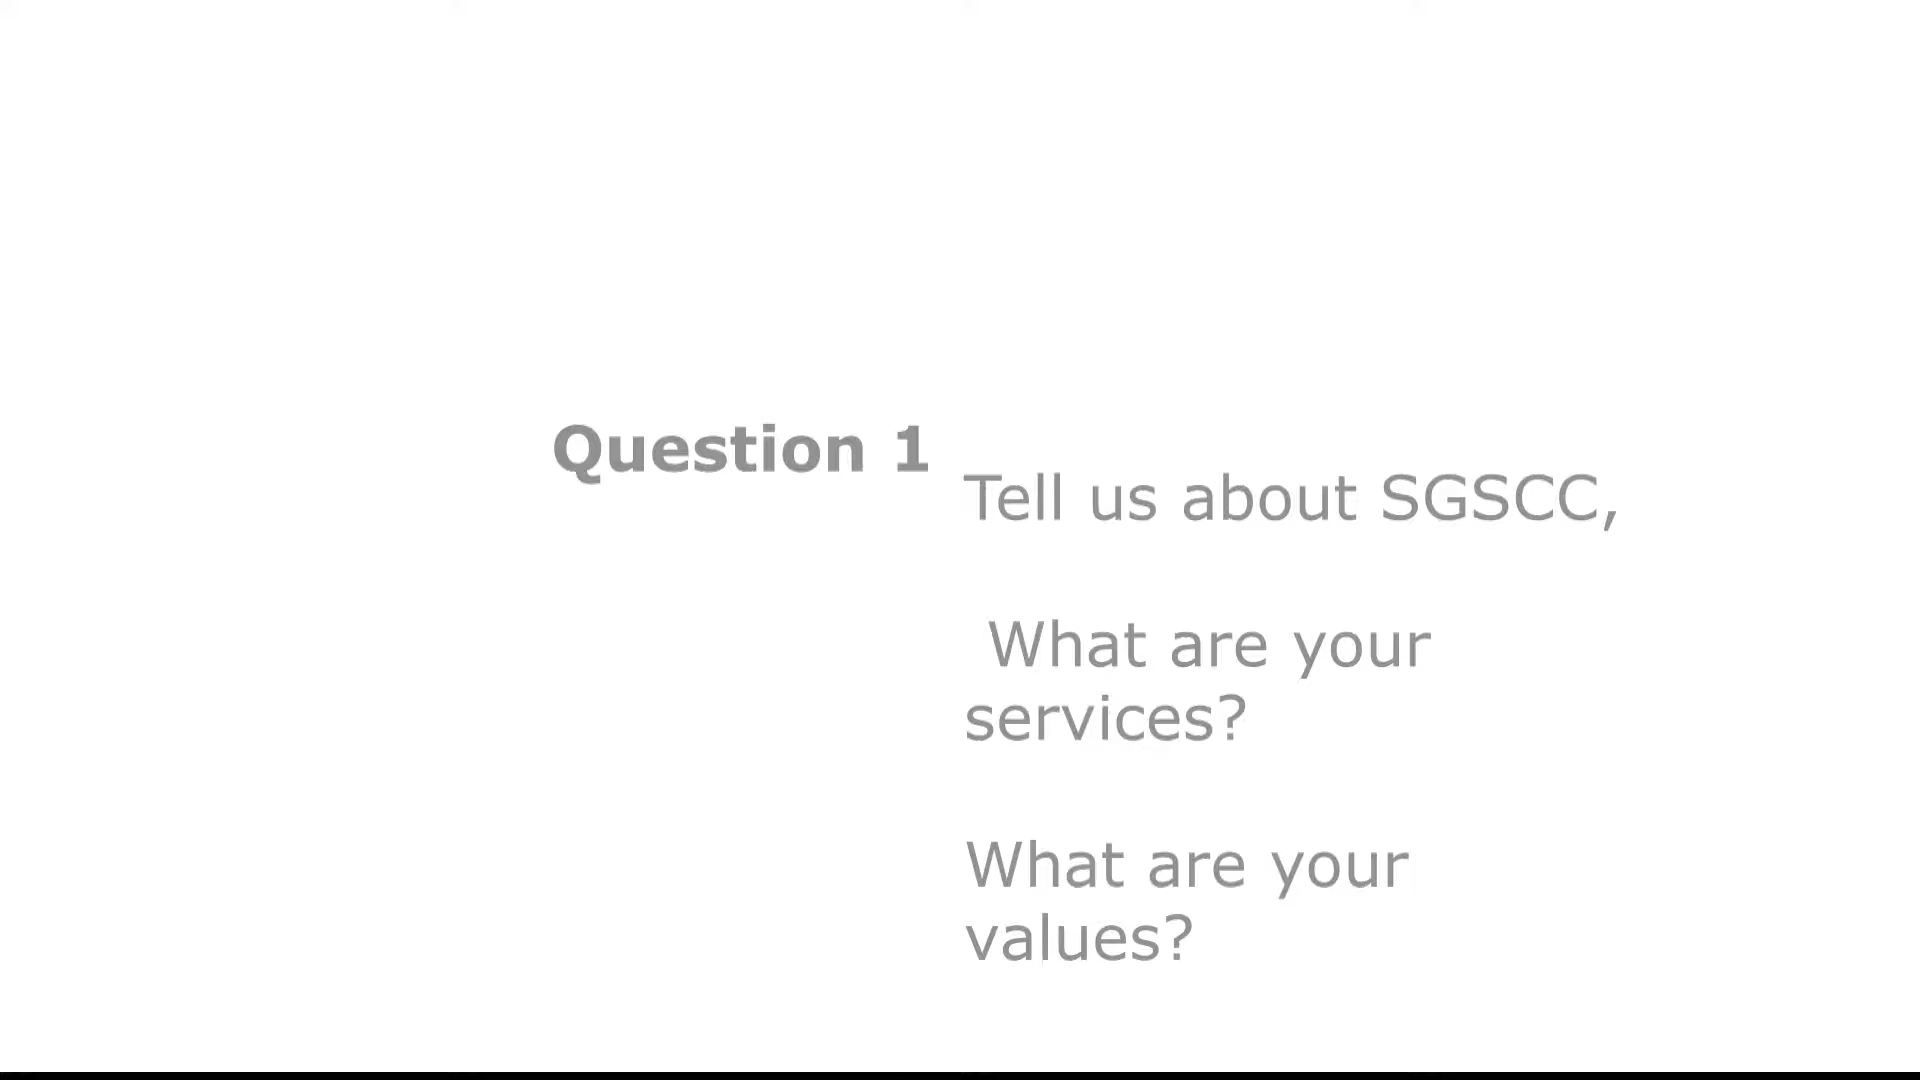 Question 1
Tell us about SGSCC,
What are your
services?
What are your
values?